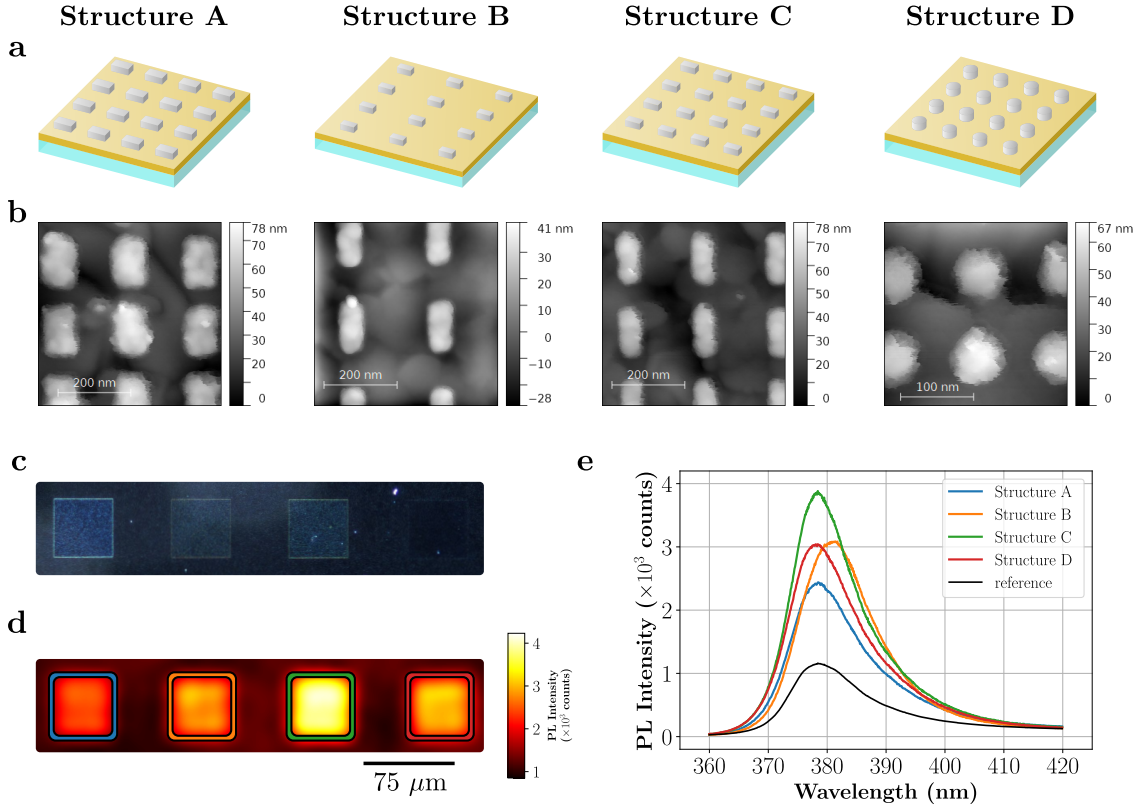 Structure A Structure B Structure C Structure D
a
b
78 nm
70
60
50
40
30
20
0
200 nm
41 nm
30
20
10
0
−10
−28
200 nm
78 nm
70
60
50
40
30
20
0
200 nm
67 nm
60
50
40
30
20
0
100 nm
c
d
4
3
2
1
PL Intensity
(×10³ counts)
75 μm
e
PL Intensity (×10³ counts)
4
3
2
1
0
Structure A
Structure B
Structure C
Structure D
reference
360 370 380 390 400 410 420
Wavelength (nm)